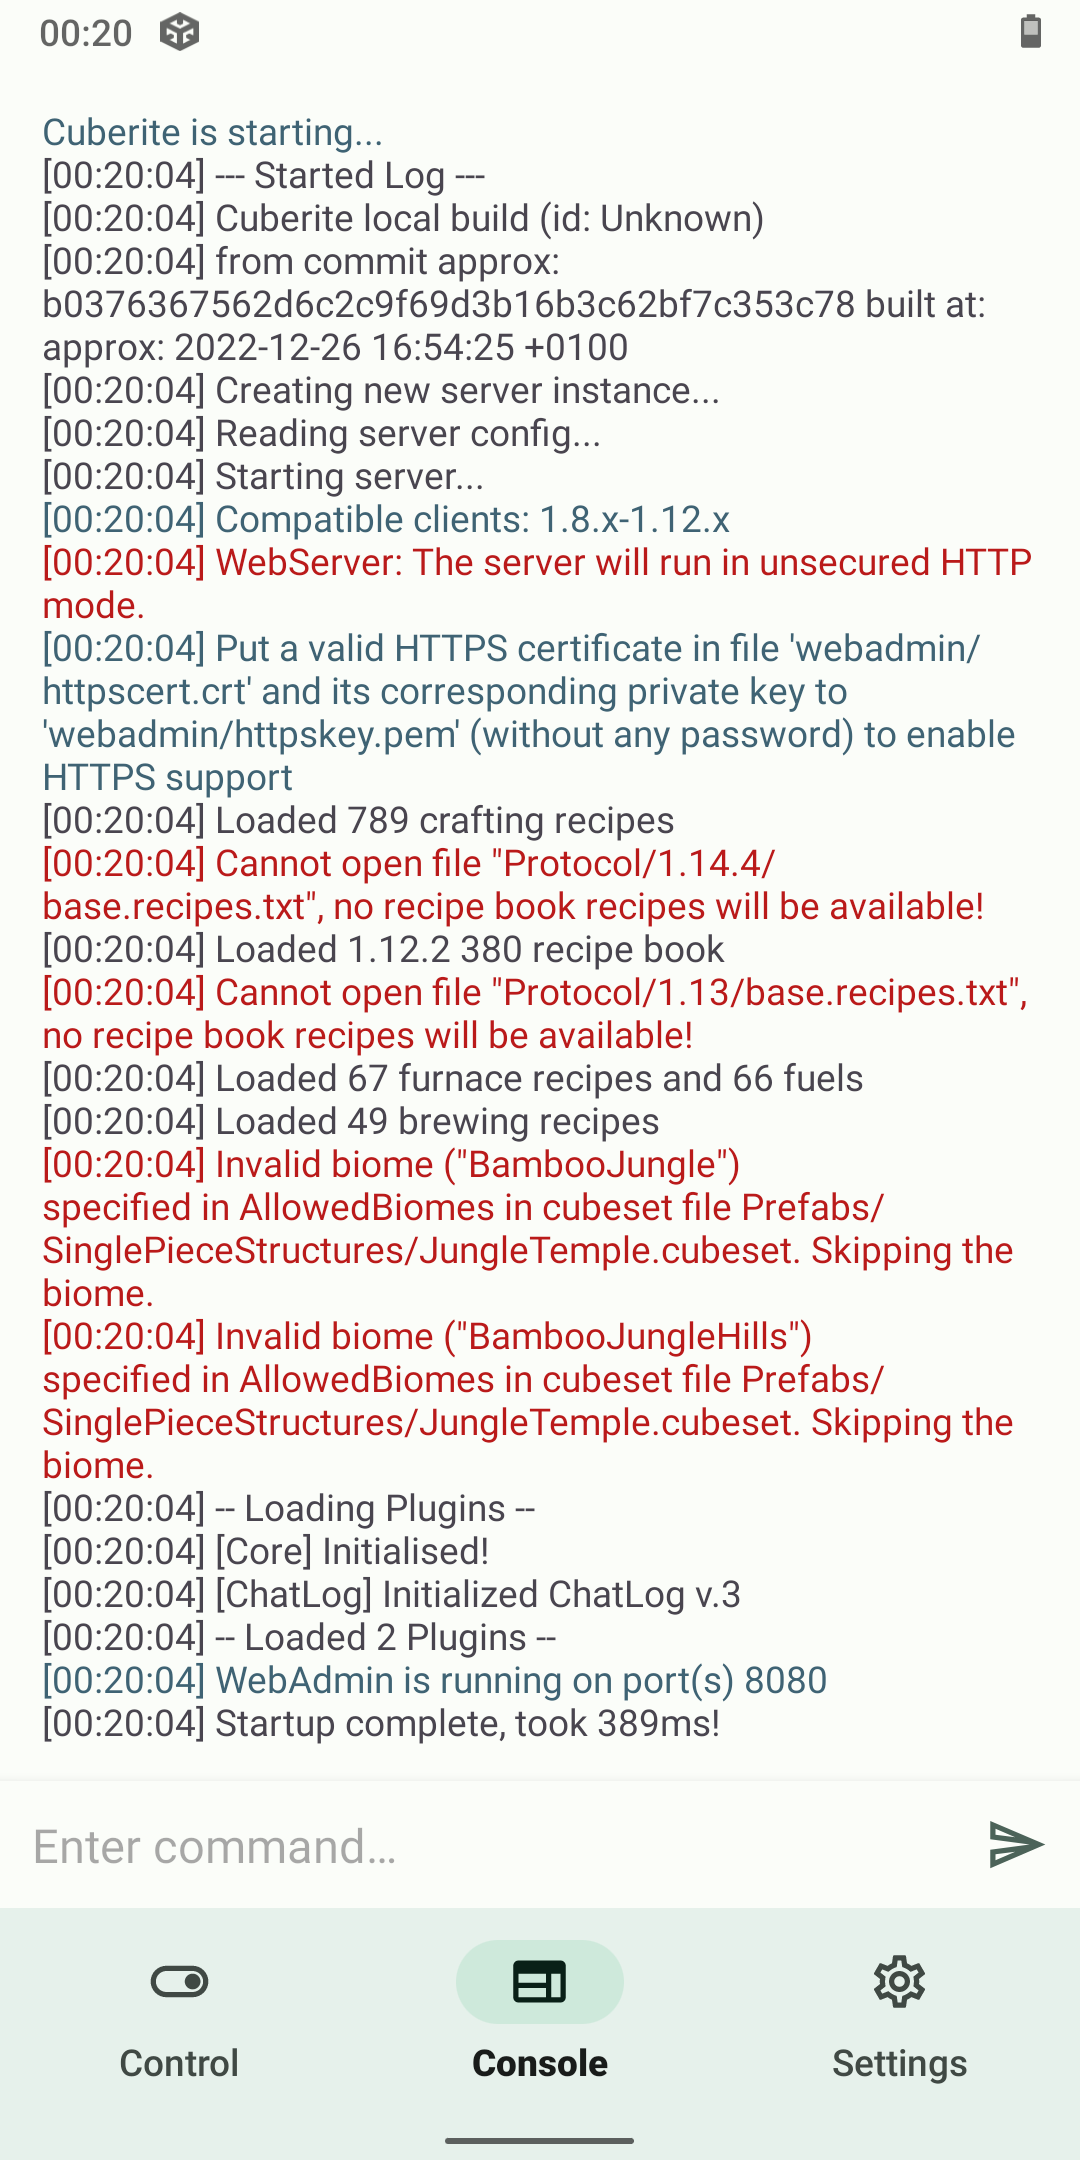 00:20
Cuberite is starting...
[00:20:04] --- Started Log ---
[00:20:04] Cuberite local build (id: Unknown)
[00:20:04] from commit approx:
b0376367562d6c2c9f69d3b16b3c62bf7c353c78 built at:
approx: 2022-12-26 16:54:25 +0100
[00:20:04] Creating new server instance...
[00:20:04] Reading server config...
[00:20:04] Starting server...
[00:20:04] Compatible clients: 1.8.x-1.12.x
[00:20:04] WebServer: The server will run in unsecured HTTP
mode.
[00:20:04] Put a valid HTTPS certificate in file 'webadmin/
httpscert.crt' and its corresponding private key to
'webadmin/httpskey.pem' (without any password) to enable
HTTPS support
[00:20:04] Loaded 789 crafting recipes
[00:20:04] Cannot open file "Protocol/1.14.4/
base.recipes.txt", no recipe book recipes will be available!
[00:20:04] Loaded 1.12.2 380 recipe book
[00:20:04] Cannot open file "Protocol/1.13/base.recipes.txt",
no recipe book recipes will be available!
[00:20:04] Loaded 67 furnace recipes and 66 fuels
[00:20:04] Loaded 49 brewing recipes
[00:20:04] Invalid biome ("BambooJungle")
specified in AllowedBiomes in cubeset file Prefabs/
SinglePieceStructures/JungleTemple.cubeset. Skipping the
biome.
[00:20:04] Invalid biome ("BambooJungleHills")
specified in AllowedBiomes in cubeset file Prefabs/
SinglePieceStructures/JungleTemple.cubeset. Skipping the
biome.
[00:20:04] -- Loading Plugins --
[00:20:04] [Core] Initialised!
[00:20:04] [ChatLog] Initialized ChatLog v.3
[00:20:04] -- Loaded 2 Plugins --
[00:20:04] WebAdmin is running on port(s) 8080
[00:20:04] Startup complete, took 389ms!
Enter command…
Control
Console
Settings